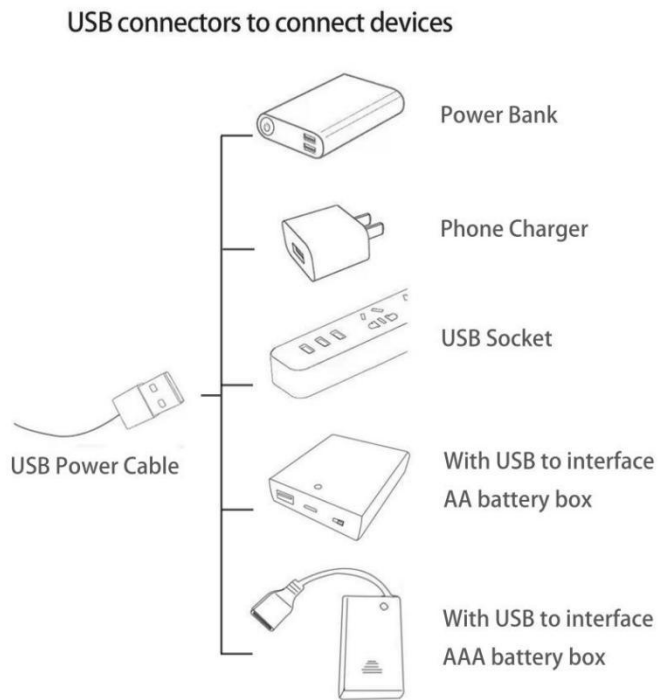 USB connectors to connect devices
Power Bank
Phone Charger
USB Socket
USB Power Cable
With USB to interface
AA battery box
With USB to interface
AAA battery box